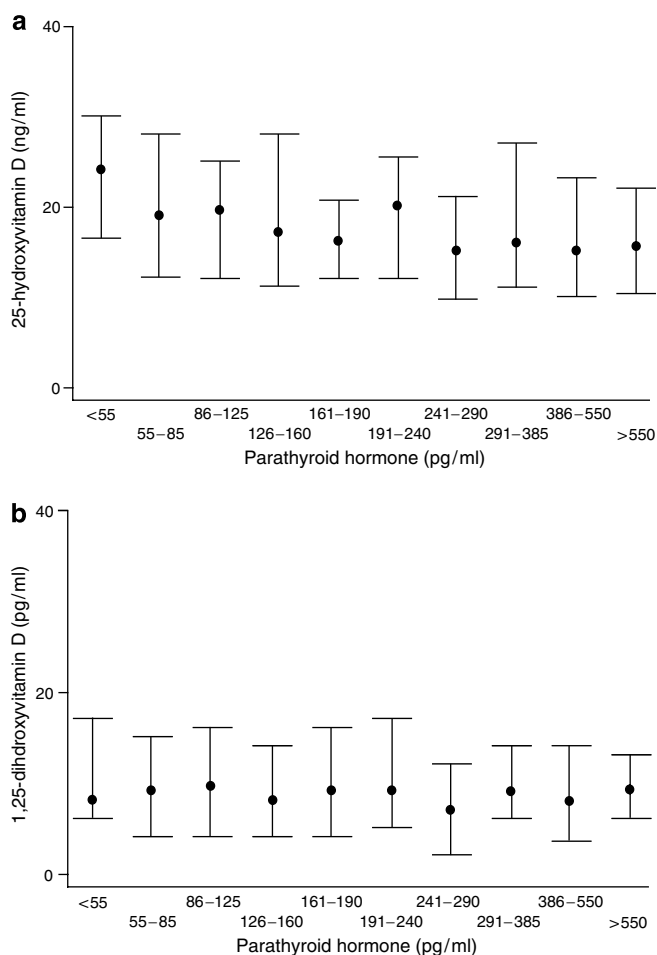 a
40
20
0
25-hydroxyvitamin D (ng/ml)
<55 86–125 161–190 241–290 386–550
55–85 126–160 191–240 291–385 >550
Parathyroid hormone (pg/ml)
b
40
20
0
1,25-dihdroxyvitamin D (pg/ml)
<55 86–125 161–190 241–290 386–550
55–85 126–160 191–240 291–385 >550
Parathyroid hormone (pg/ml)